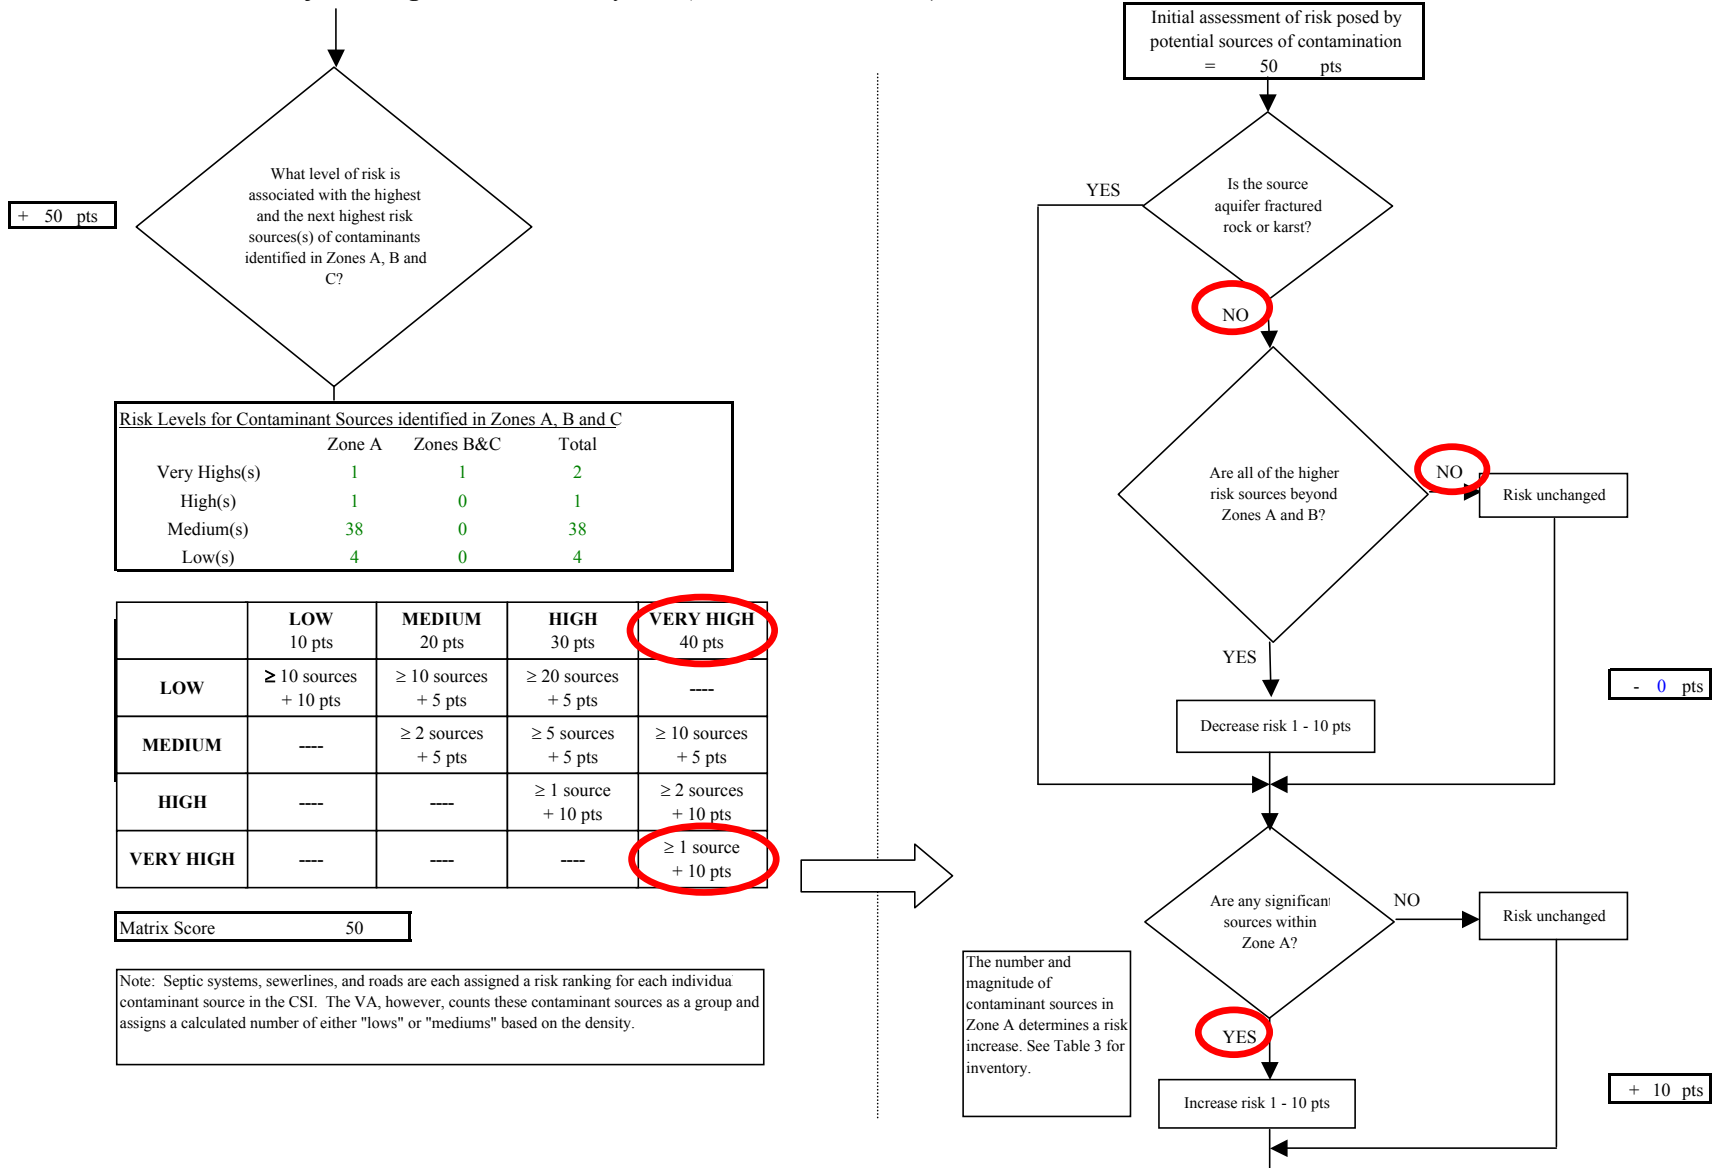 + 50 pts
What level of risk is
associated with the highest
and the next highest risk
sources(s) of contaminants
identified in Zones A, B and
C?
Risk Levels for Contaminant Sources identified in Zones A, B and C
Zone A Zones B&C Total
Very Highs(s) 1 1 2
High(s) 1 0 1
Medium(s) 38 0 38
Low(s) 4 0 4
LOW MEDIUM HIGH VERY HIGH
10 pts 20 pts 30 pts 40 pts
LOW ≥ 10 sources + 10 pts ≥ 10 sources + 5 pts ≥ 20 sources + 5 pts ----
MEDIUM ---- ≥ 2 sources + 5 pts ≥ 5 sources + 5 pts ≥ 10 sources + 5 pts
HIGH ---- ---- ≥ 1 source + 10 pts ≥ 2 sources + 10 pts
VERY HIGH ---- ---- ---- ≥ 1 source + 10 pts
Matrix Score 50
Note: Septic systems, sewerlines, and roads are each assigned a risk ranking for each individua
contaminant source in the CSI. The VA, however, counts these contaminant sources as a group and
assigns a calculated number of either "lows" or "mediums" based on the density.
Initial assessment of risk posed by
potential sources of contamination
= 50 pts
Is the source
aquifer fractured
rock or karst?
YES
NO
Are all of the higher
risk sources beyond
Zones A and B?
NO
Risk unchanged
YES
Decrease risk 1 - 10 pts
- 0 pts
Are any significant
sources within
Zone A?
NO
Risk unchanged
The number and
magnitude of
contaminant sources in
Zone A determines a risk
increase. See Table 3 for
inventory.
YES
Increase risk 1 - 10 pts
+ 10 pts